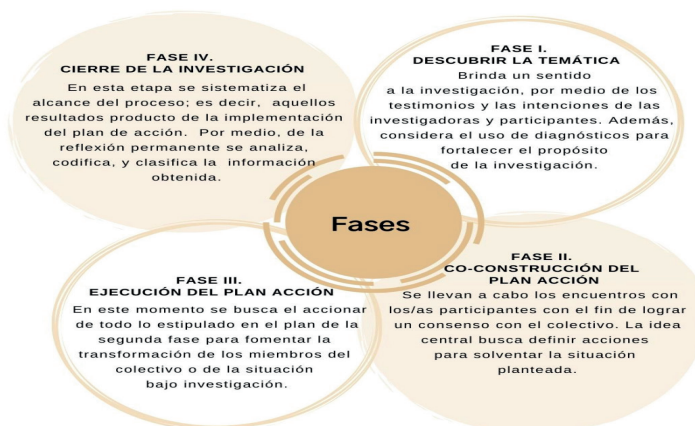 FASE IV.
CIERRE DE LA INVESTIGACIÓN
En esta etapa se sistematiza el
alcance del proceso; es decir, aquellos
resultados producto de la implementación
del plan de acción. Por medio, de la
reflexión permanente se analiza,
codifica, y clasifica la información
obtenida.
FASE I.
DESCUBRIR LA TEMÁTICA
Brinda un sentido
a la investigación, por medio de los
testimonios y las intenciones de las
investigadoras y participantes. Además,
considera el uso de diagnósticos para
fortalecer el propósito
de la investigación.
Fases
FASE III.
EJECUCIÓN DEL PLAN ACCIÓN
En este momento se busca el accionar
de todo lo estipulado en el plan de la
segunda fase para fomentar la
transformación de los miembros del
colectivo o de la situación
bajo investigación.
FASE II.
CO-CONSTRUCCIÓN DEL
PLAN ACCIÓN
Se llevan a cabo los encuentros con
los/as participantes con el fin de lograr
un consenso con el colectivo. La idea
central busca definir acciones
para solventar la situación
planteada.